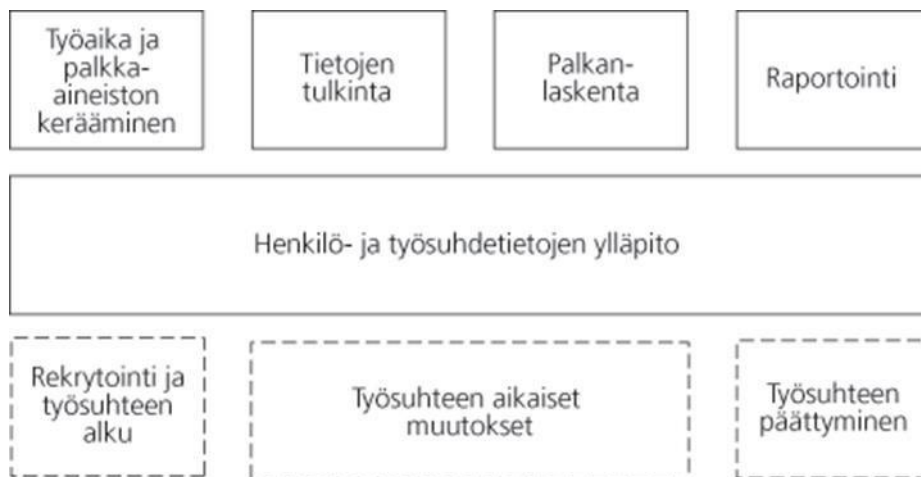 Työaika ja
palkka-
aineiston
kerääminen
Tietojen
tulkinta
Palkan-
laskenta
Raportointi
Henkilö- ja työsuhdetietojen ylläpito
Rekrytointi ja
työsuhteen
alku
Työsuhteen aikaiset
muutokset
Työsuhteen
päättyminen